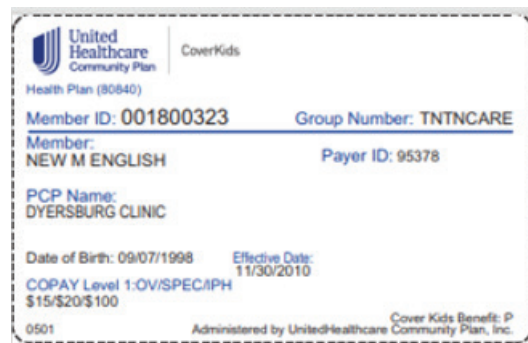 United
Healthcare
Community Plan
CoverKids
Health Plan (80840)
Member ID: 001800323 Group Number: TNTNCARE
Member:
NEW M ENGLISH
Payer ID: 95378
PCP Name:
DYERSBURG CLINIC
Date of Birth: 09/07/1998
Effective Date:
11/30/2010
COPAY Level 1:OV/SPEC/IPH
$15/$20/$100
Cover Kids Benefit: P
0501 Administered by UnitedHealthcare Community Plan, Inc.